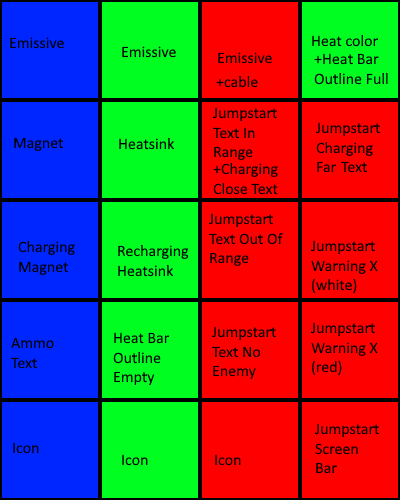 Emissive
Emissive
Emissive
+cable
Heat color
+Heat Bar
Outline Full
Magnet
Heatsink
Jumpstart
Text In
Range
+Charging
Close Text
Jumpstart
Charging
Far Text
Charging
Magnet
Recharging
Heatsink
Jumpstart
Text Out Of
Range
Jumpstart
Warning X
(white)
Ammo
Text
Heat Bar
Outline
Empty
Jumpstart
Text No
Enemy
Jumpstart
Warning X
(red)
Icon
Icon
Icon
Jumpstart
Screen
Bar